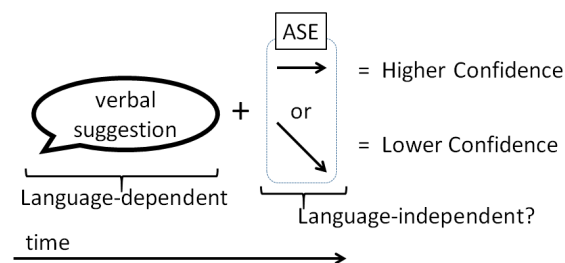 ASE
= Higher Confidence
verbal
suggestion
+
or
= Lower Confidence
Language-dependent
Language-independent?
time